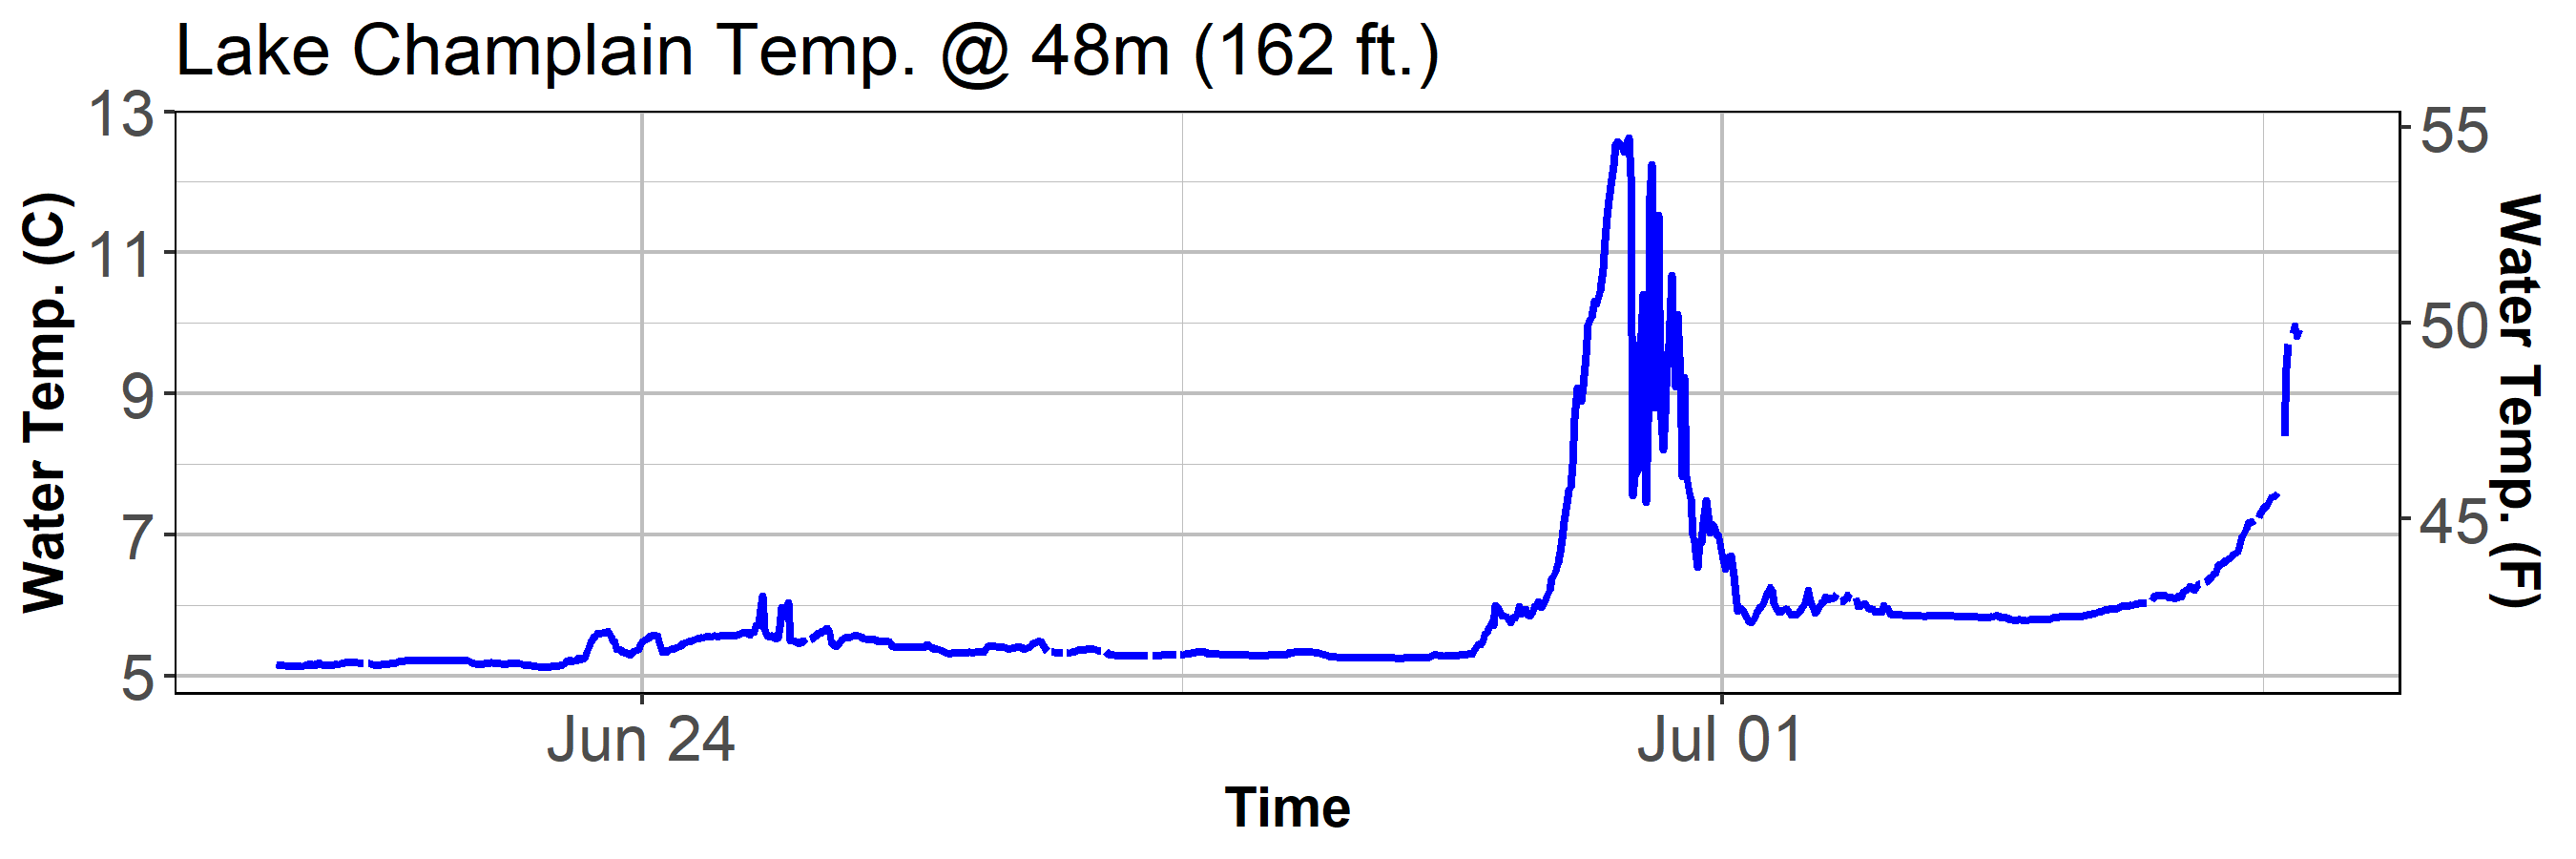 Lake Champlain Temp. @ 48m (162 ft.)
13
11
9
7
5
Water Temp. (C)
55
50
45
Water Temp. (F)
Jun 24
Jul 01
Time